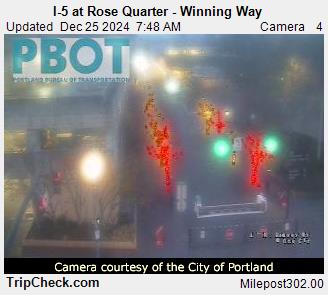 I-5 at Rose Quarter - Winning Way
Updated Dec 25 2024 7:48 AM Camera 4
PBOT
PORTLAND BUREAU OF TRANSPORTATION
Camera courtesy of the City of Portland
TripCheck.com Milepost302.00